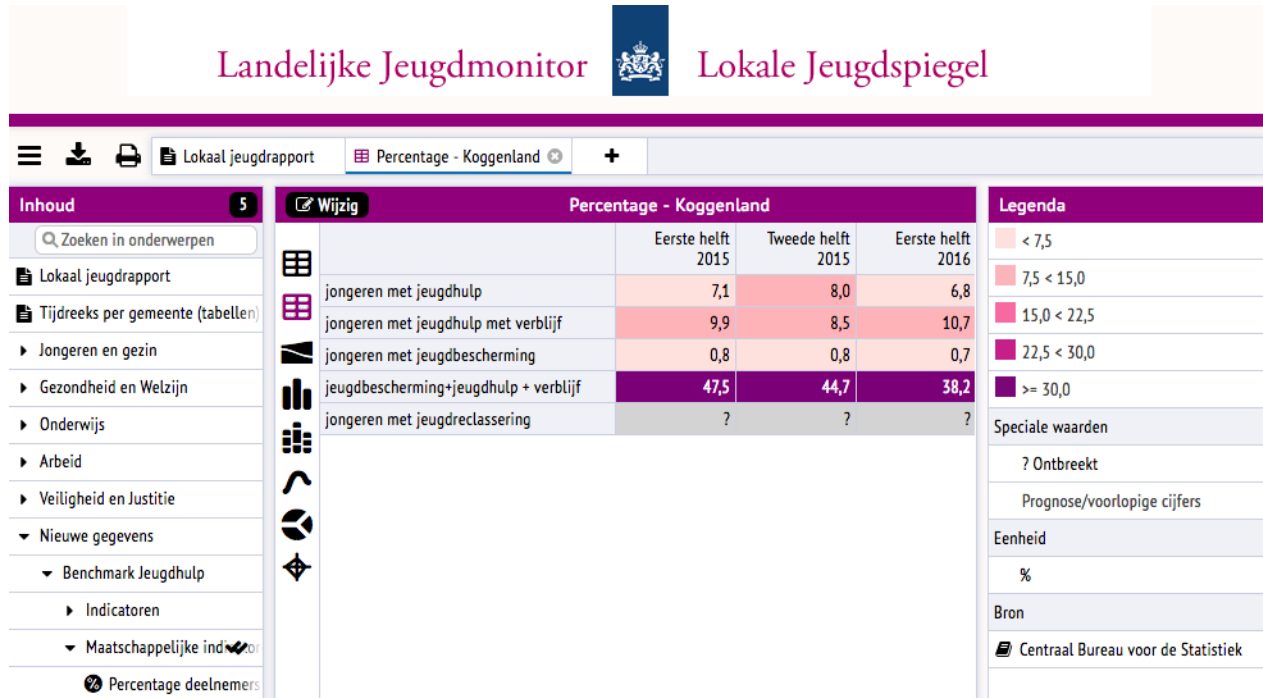 Landelijke Jeugdmonitor Lokale Jeugdspiegel
Lokaal jeugdrapport Percentage - Koggenland +
Inhoud 5
Zoeken in onderwerpen
Lokaal jeugdrapport
Tijdreeks per gemeente (tabellen)
Jongeren en gezin
Gezondheid en Welzijn
Onderwijs
Arbeid
Veiligheid en Justitie
Nieuwe gegevens
Benchmark Jeugdhulp
Indicatoren
Maatschappelijke
% Percentage deelnemers
Wijzig Percentage - Koggenland
Eerste helft 2015 Tweede helft 2015 Eerste helft 2016
jongeren met jeugdhulp 7,1 8,0 6,8
jongeren met jeugdhulp met verblijf 9,9 8,5 10,7
jongeren met jeugdbescherming 0,8 0,8 0,7
jeugdbescherming+jeugdhulp + verblijf 47,5 44,7 38,2
jongeren met jeugdreclassering ? ? ?
Legenda
< 7,5
7,5 < 15,0
15,0 < 22,5
22,5 < 30,0
>= 30,0
Speciale waarden
? Ontbreekt
Prognose/voorlopige cijfers
Eenheid
%
Bron
Centraal Bureau voor de Statistiek